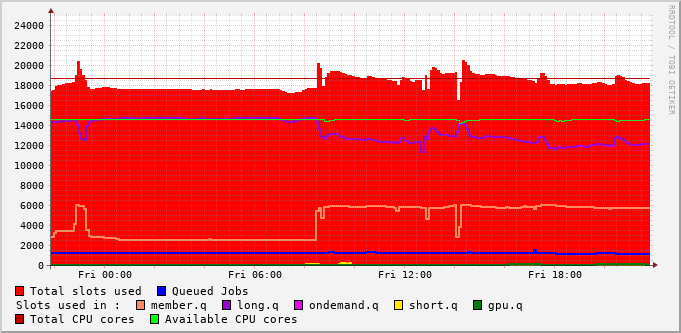 24000
22000
20000
18000
16000
14000
12000
10000
8000
6000
4000
2000
0
Fri 00:00 Fri 06:00 Fri 12:00 Fri 18:00
RRDTOOL / TOBI OETIKER
Total slots used Queued Jobs
Slots used in : member.q long.q ondemand.q short.q gpu.q
Total CPU cores Available CPU cores